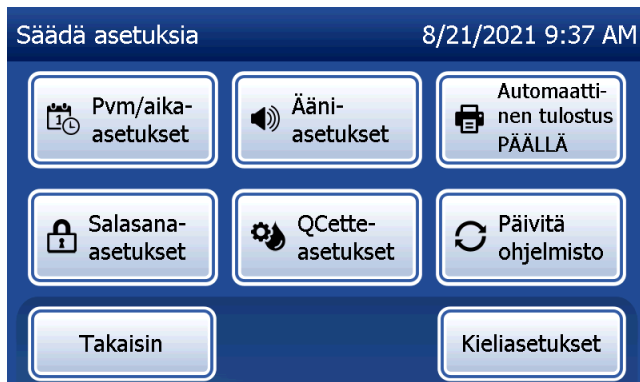 Säädä asetuksia 8/21/2021 9:37 AM
Pvm/aika-
asetukset
Ääni-
asetukset
Automaatti-
nen tulostus
PÄÄLLÄ
Salasana-
asetukset
QCette-
asetukset
Päivitä
ohjelmisto
Takaisin
Kieliasetukset